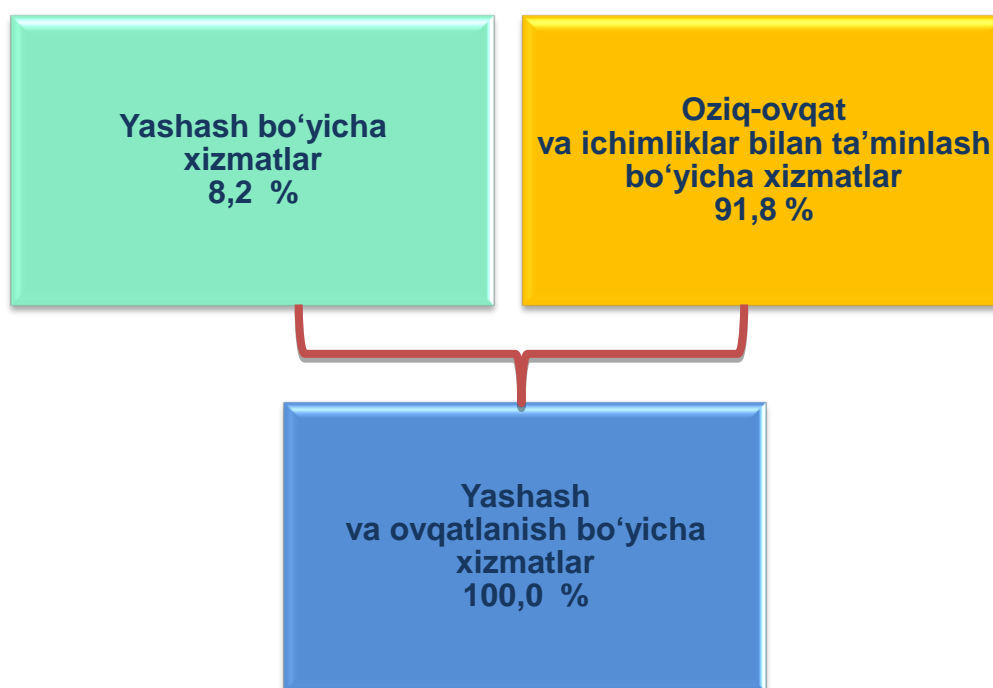 Yashash bo‘yicha
xizmatlar
8,2 %
Oziq-ovqat
va ichimliklar bilan ta’minlash
bo‘yicha xizmatlar
91,8 %
Yashash
va ovqatlanish bo‘yicha
xizmatlar
100,0 %